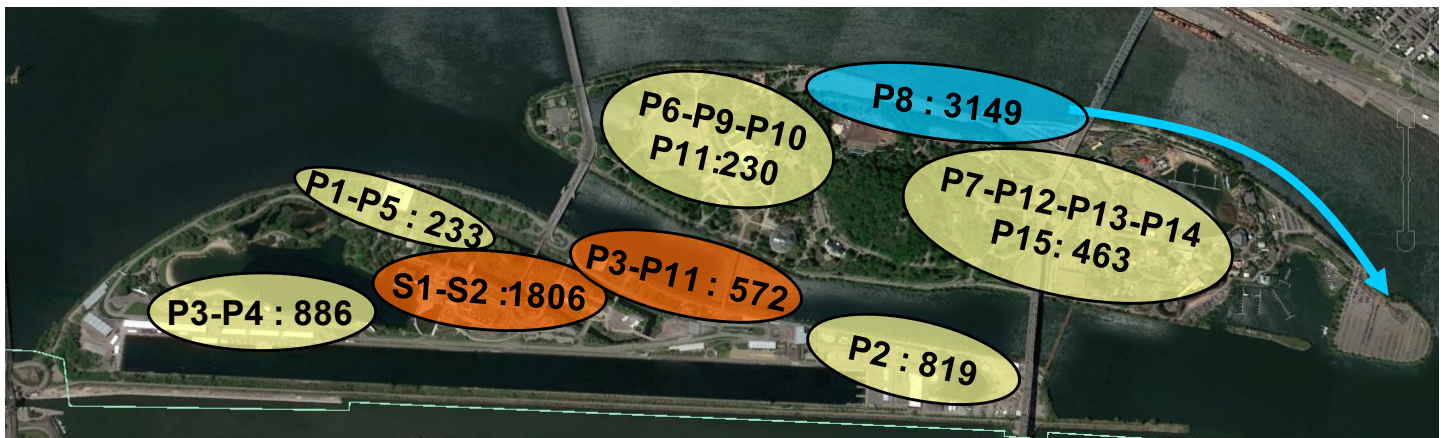 P6-P9-P10
P11:230
P8 : 3149
P1-P5 : 233
P7-P12-P13-P14
P15: 463
P3-P4 : 886
S1-S2 :1806
P3-P11 : 572
P2 : 819